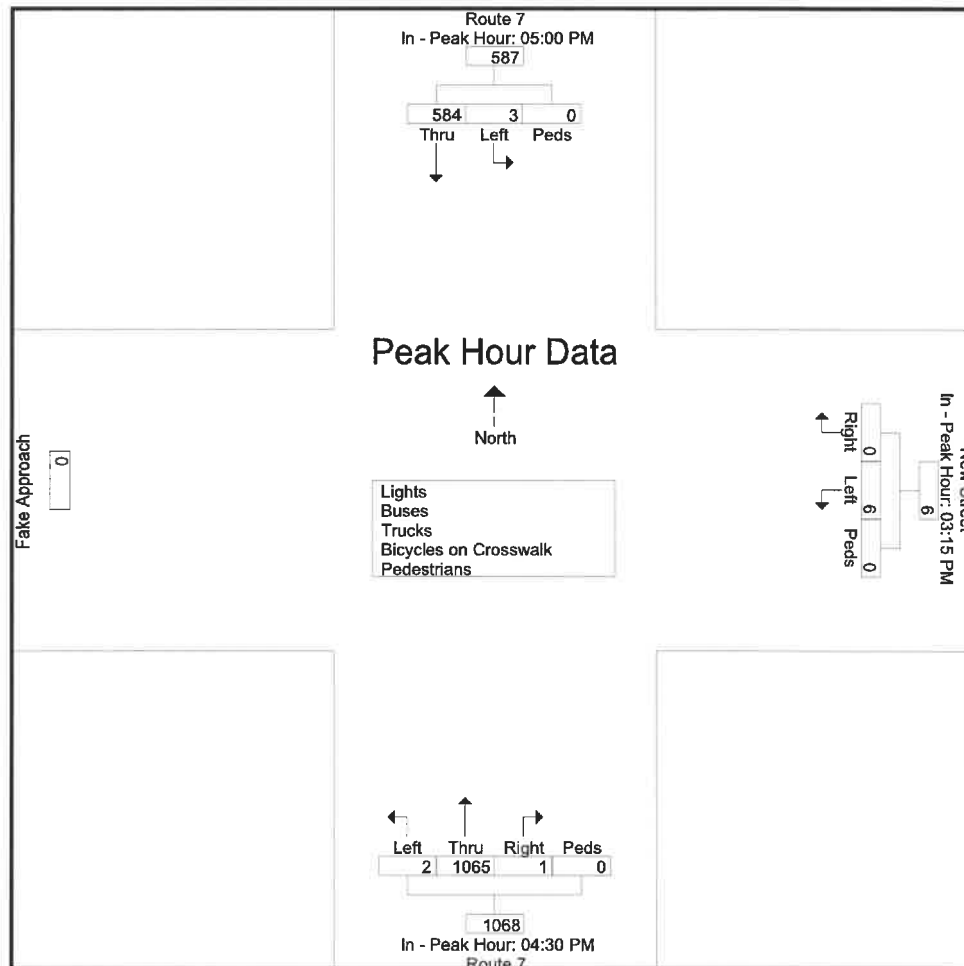 Route 7
In - Peak Hour: 05:00 PM
587
584 3 0
Thru Left Peds
Peak Hour Data
North
Fake Approach
0
Lights
Buses
Trucks
Bicycles on Crosswalk
Pedestrians
Street
In - Peak Hour: 03:15 PM
6
0 6 0
Right Left Peds
Left Thru Right Peds
2 1065 1 0
1068
In - Peak Hour: 04:30 PM
Route 7